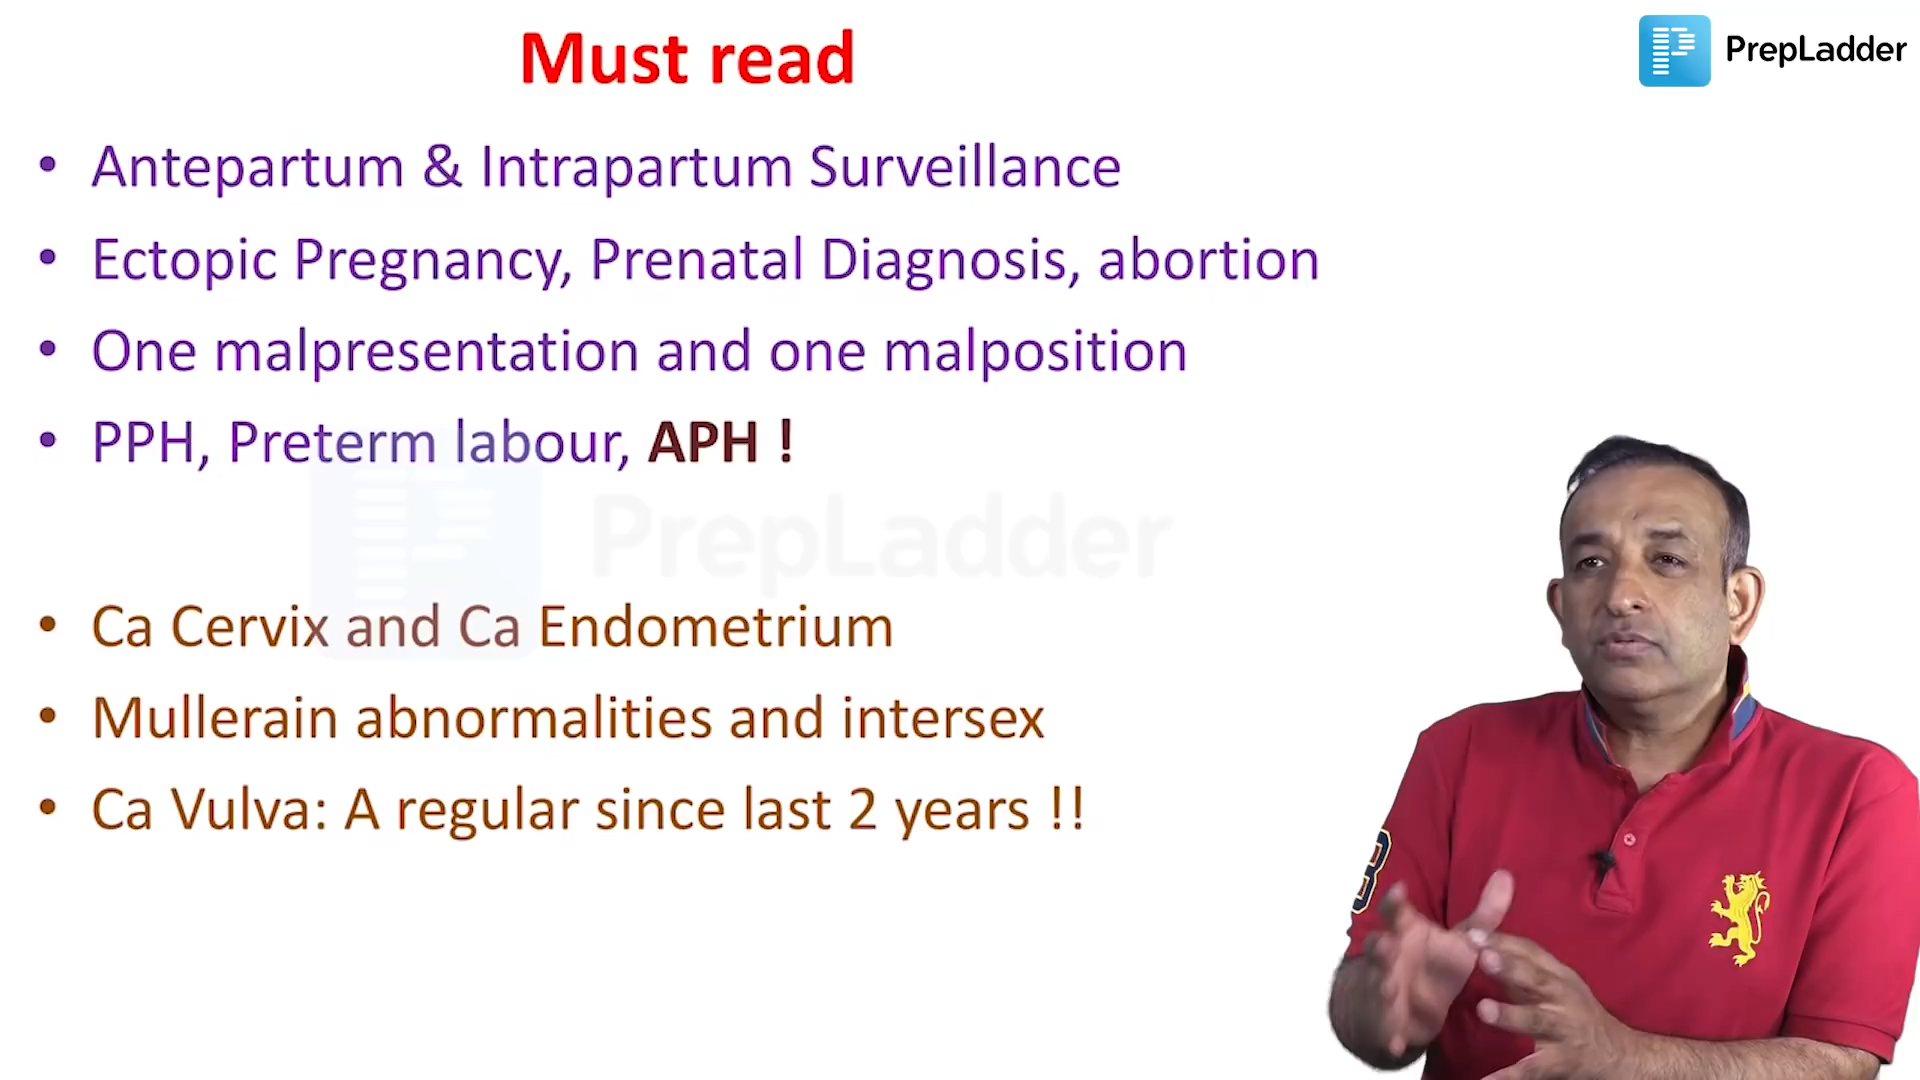 Must read
PrepLadder
• Antepartum & Intrapartum Surveillance
• Ectopic Pregnancy, Prenatal Diagnosis, abortion
• One malpresentation and one malposition
• PPH, Preterm labour, APH !
PrepLadder
• Ca Cervix and Ca Endometrium
• Mullerain abnormalities and intersex
• Ca Vulva: A regular since last 2 years !!